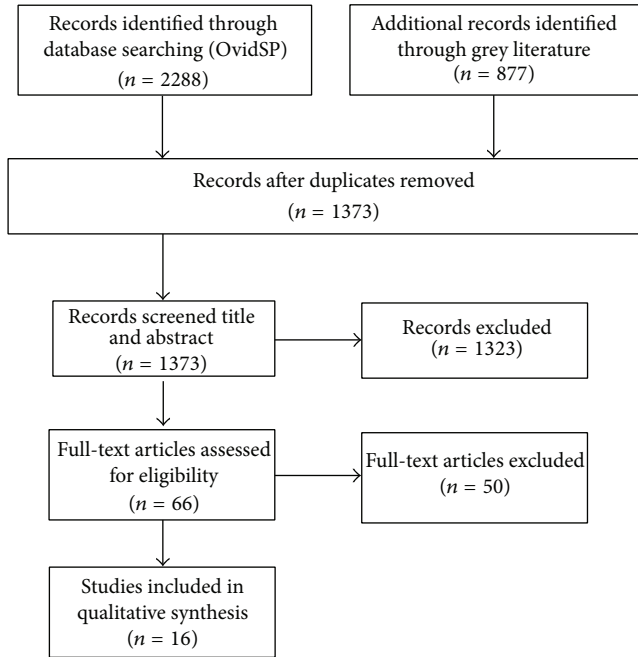 Records identified through
database searching (OvidSP)
(n = 2288)
Additional records identified
through grey literature
(n = 877)
Records after duplicates removed
(n = 1373)
Records screened title
and abstract
(n = 1373)
Records excluded
(n = 1323)
Full-text articles assessed
for eligibility
(n = 66)
Full-text articles excluded
(n = 50)
Studies included in
qualitative synthesis
(n = 16)